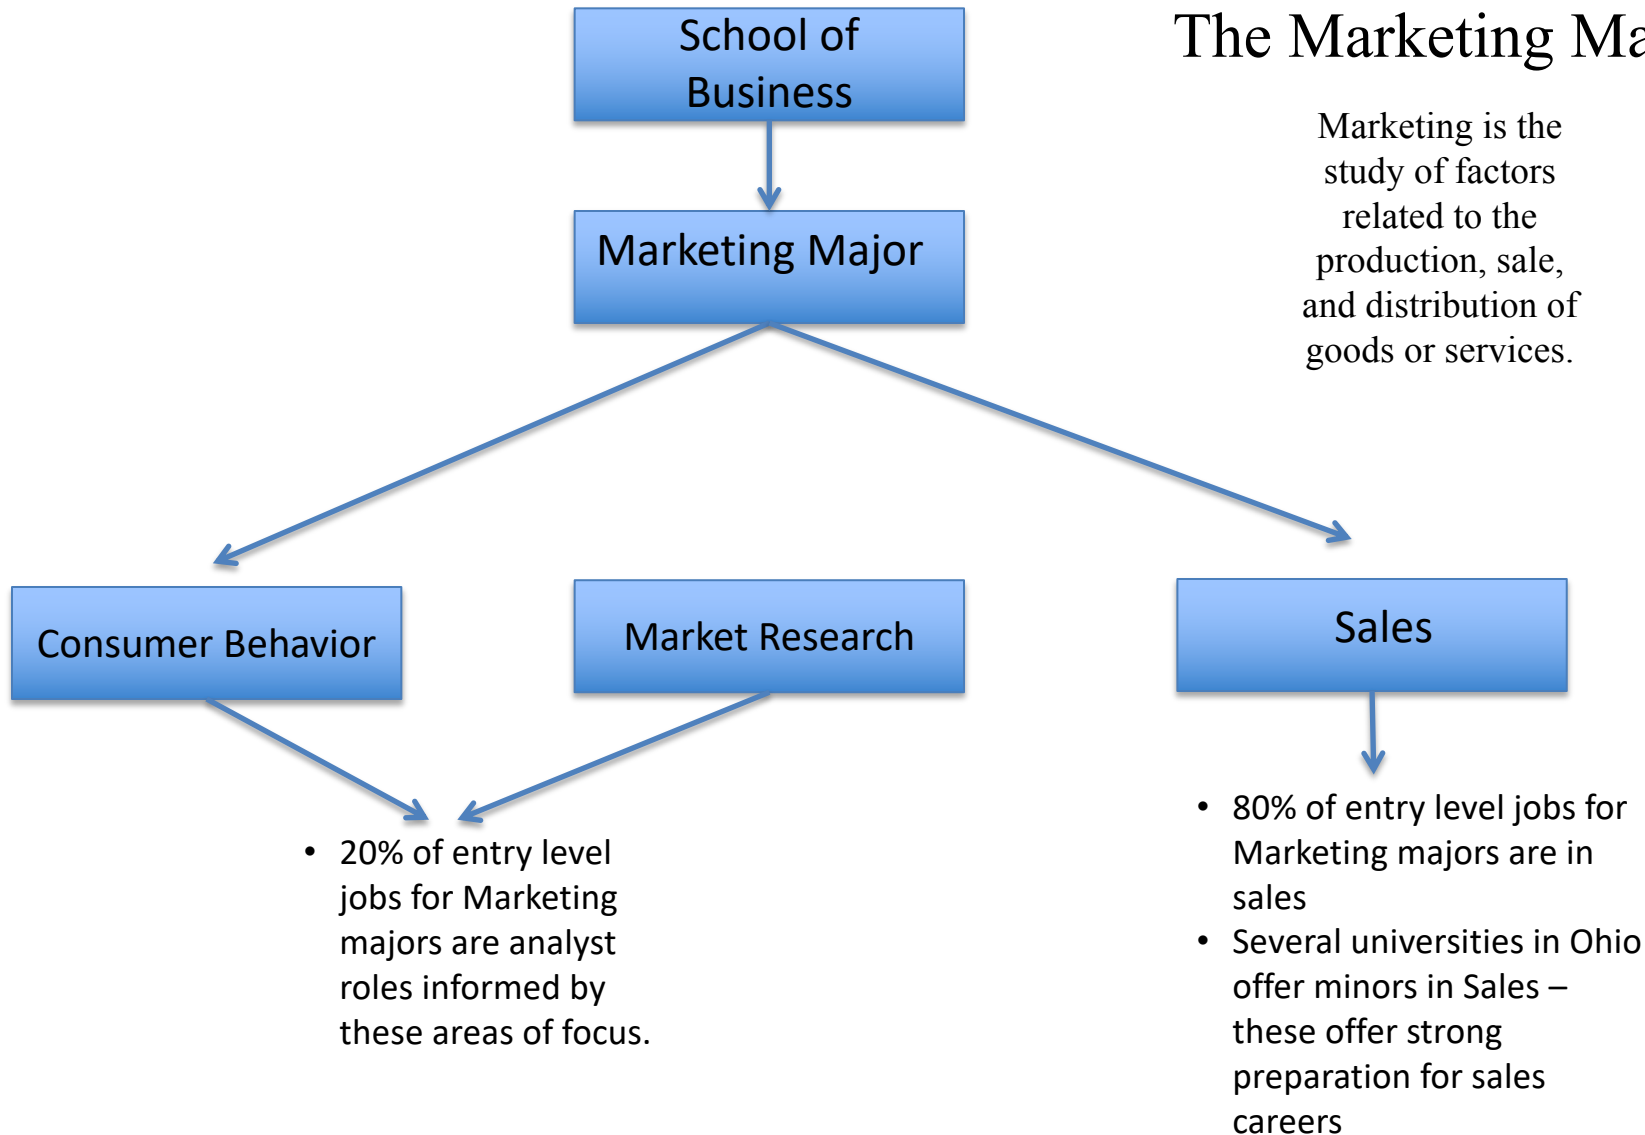 School of
Business
The Marketing Ma
Marketing is the
study of factors
related to the
production, sale,
and distribution of
goods or services.
Marketing Major
Consumer Behavior
Market Research
Sales
• 20% of entry level
jobs for Marketing
majors are analyst
roles informed by
these areas of focus.
• 80% of entry level jobs for
Marketing majors are in
sales
• Several universities in Ohio
offer minors in Sales –
these offer strong
preparation for sales
careers